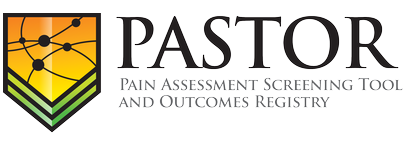 PASTOR
PAIN ASSESSMENT SCREENING TOOL
AND OUTCOMES REGISTRY